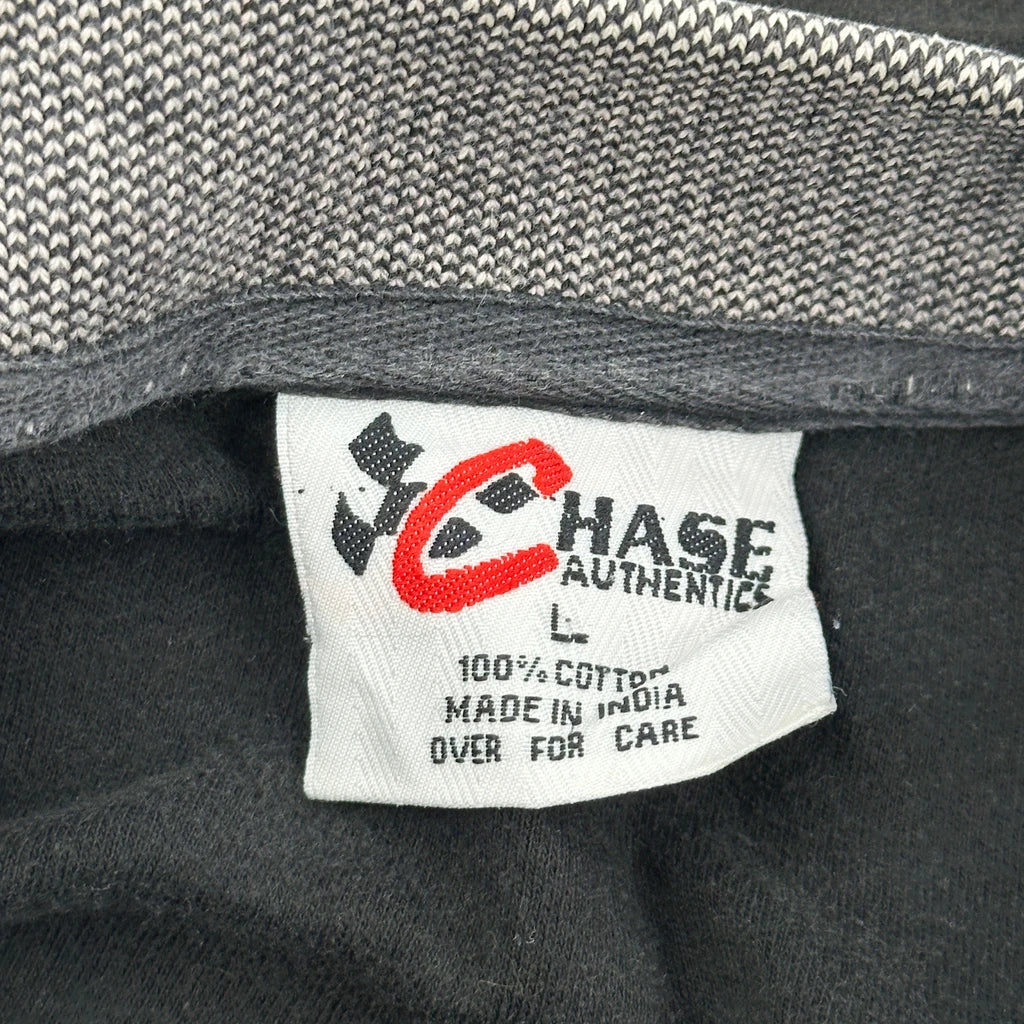 CHASE
AUTHENTICS
L
100% COTTON
MADE IN INDIA
OVER FOR CARE